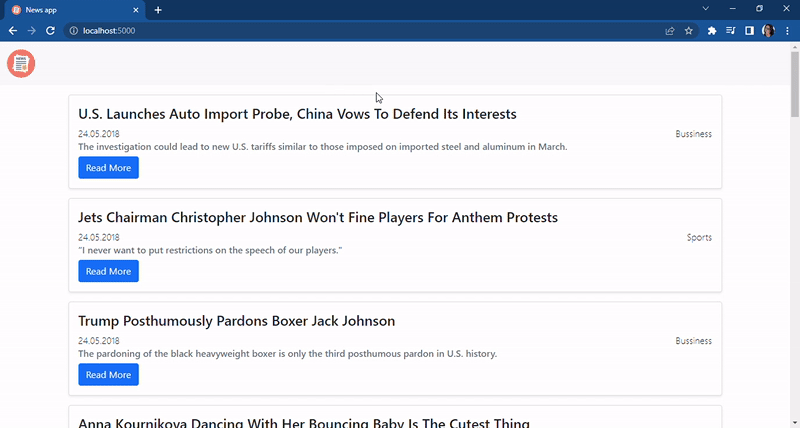 News app
localhost:5000
NEWS
U.S. Launches Auto Import Probe, China Vows To Defend Its Interests
24.05.2018
Bussiness
The investigation could lead to new U.S. tariffs similar to those imposed on imported steel and aluminum in March.
Read More
Jets Chairman Christopher Johnson Won't Fine Players For Anthem Protests
24.05.2018
Sports
"I never want to put restrictions on the speech of our players."
Read More
Trump Posthumously Pardons Boxer Jack Johnson
24.05.2018
Bussiness
The pardoning of the black heavyweight boxer is only the third posthumous pardon in U.S. history.
Read More
Anna Kournikova Dancing With Her Bouncing Baby Is The Cutest Thing